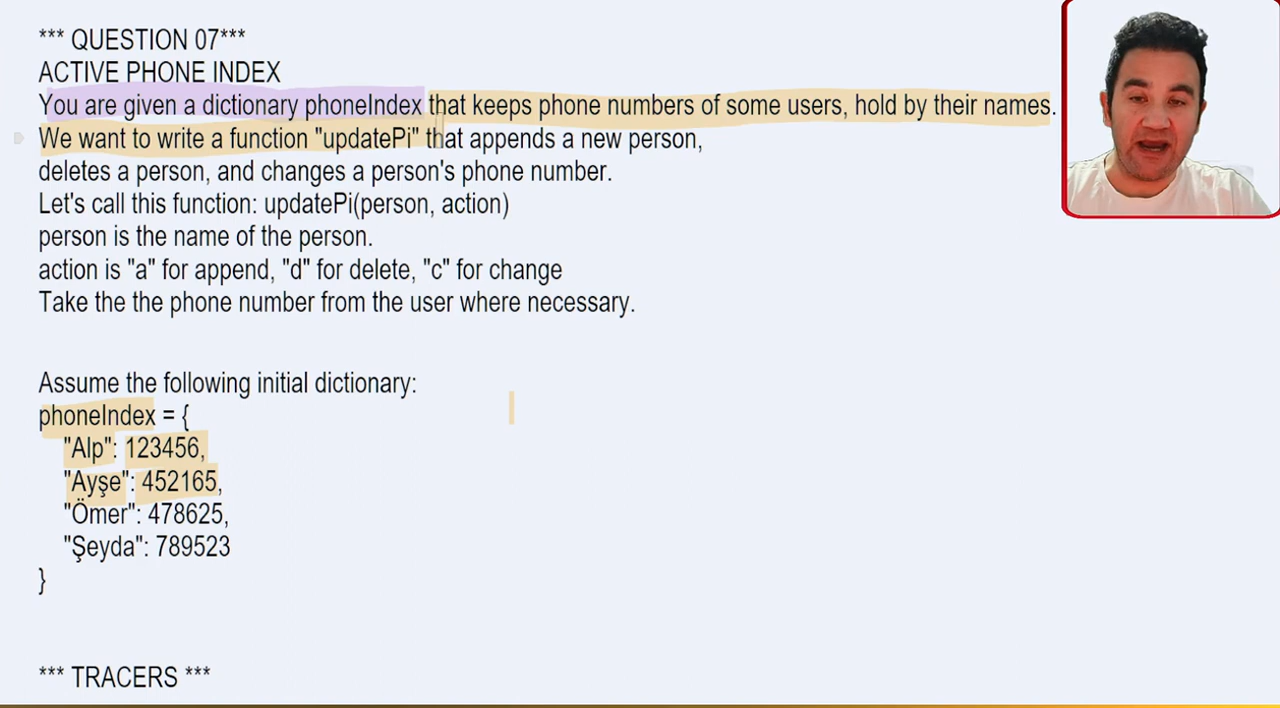 *** QUESTION 07***
ACTIVE PHONE INDEX
You are given a dictionary phoneIndex that keeps phone numbers of some users, hold by their names.
We want to write a function "updatePi" that appends a new person,
deletes a person, and changes a person's phone number.
Let's call this function: updatePi(person, action)
person is the name of the person.
action is "a" for append, "d" for delete, "c" for change
Take the the phone number from the user where necessary.
Assume the following initial dictionary:
phoneIndex = {
"Alp": 123456,
"Ayşe": 452165,
"Ömer": 478625,
"Şeyda": 789523
}
*** TRACERS ***